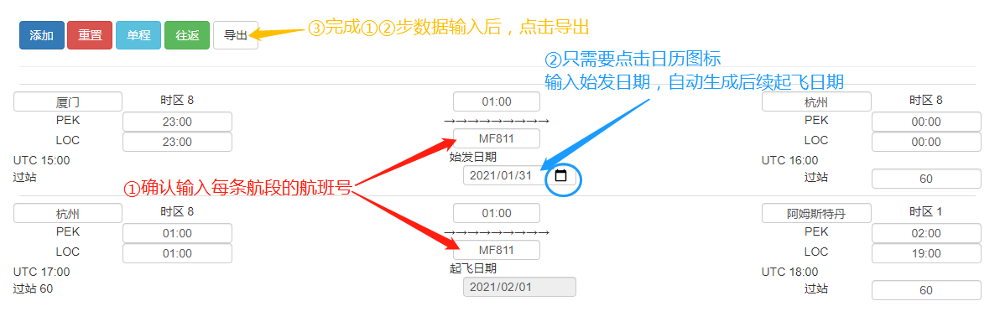 添加 重置 单程 往返 导出
③完成①②步数据输入后，点击导出
②只需要点击日历图标
输入始发日期，自动生成后续起飞日期
厦门 时区 8 01:00 杭州 时区 8
PEK 23:00 →→→→→→→→→ PEK 00:00
LOC 23:00 MF811 LOC 00:00
UTC 15:00 始发日期 UTC 16:00
过站 2021/01/31 过站 60
①确认输入每条航段的航班号
杭州 时区 8 01:00 阿姆斯特丹 时区 1
PEK 01:00 →→→→→→→→→ PEK 02:00
LOC 01:00 MF811 LOC 19:00
UTC 17:00 起飞日期 UTC 18:00
过站 60 2021/02/01 过站 60